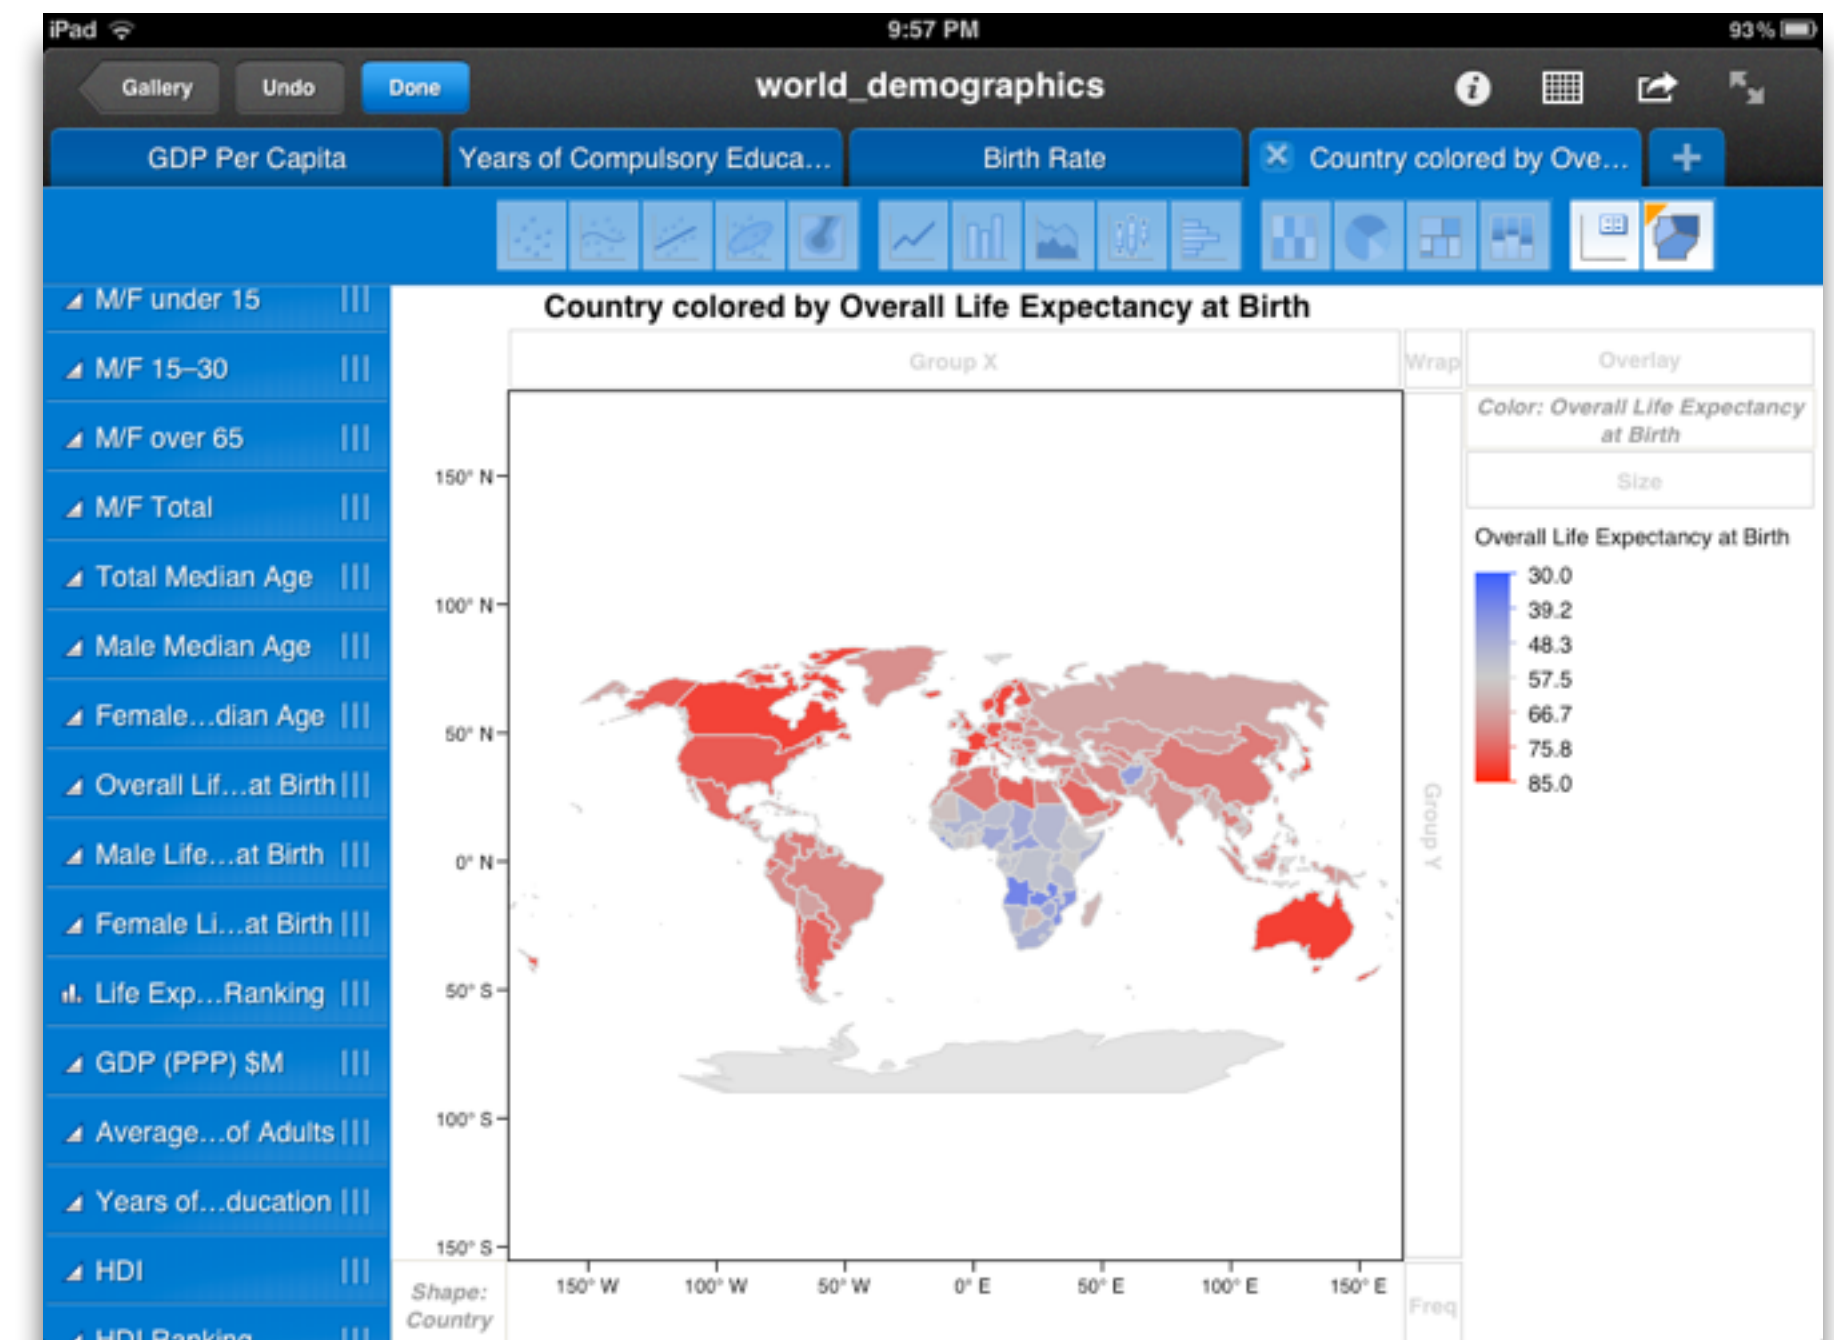 iPad 9:57 PM 93%
Gallery Undo Done world_demographics
GDP Per Capita Years of Compulsory Educa... Birth Rate Country colored by Ove... +
M/F under 15
M/F 15–30
M/F over 65
M/F Total
Total Median Age
Male Median Age
Female...dian Age
Overall Lif...at Birth
Male Life...at Birth
Female Li...at Birth
Life Exp...Ranking
GDP (PPP) $M
Average...of Adults
Years of...ducation
HDI
HDI Ranking
Country colored by Overall Life Expectancy at Birth
Group X
Wrap
Overlay
Color: Overall Life Expectancy
at Birth
Size
Overall Life Expectancy at Birth
30.0
39.2
48.3
57.5
66.7
75.8
85.0
Group Y
150° N
100° N
50° N
0° N
50° S
100° S
150° S
150° W 100° W 50° W 0° E 50° E 100° E 150° E
Shape:
Country
Freq